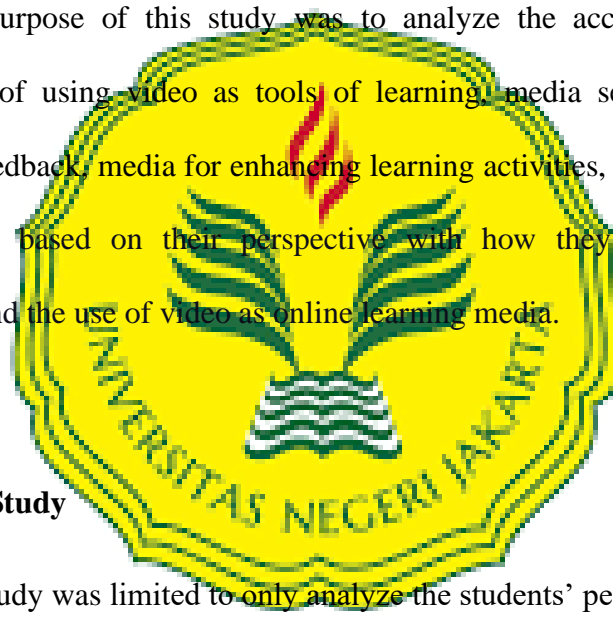 urpose of this study was to analyze the acc
of using video as tools of learning, media s
edback, media for enhancing learning activities,
based on their perspective with how they
nd the use of video as online learning media.
UNIVERSITAS NEGERI JAKARTA
Study
udy was limited to only analyze the students’ pe